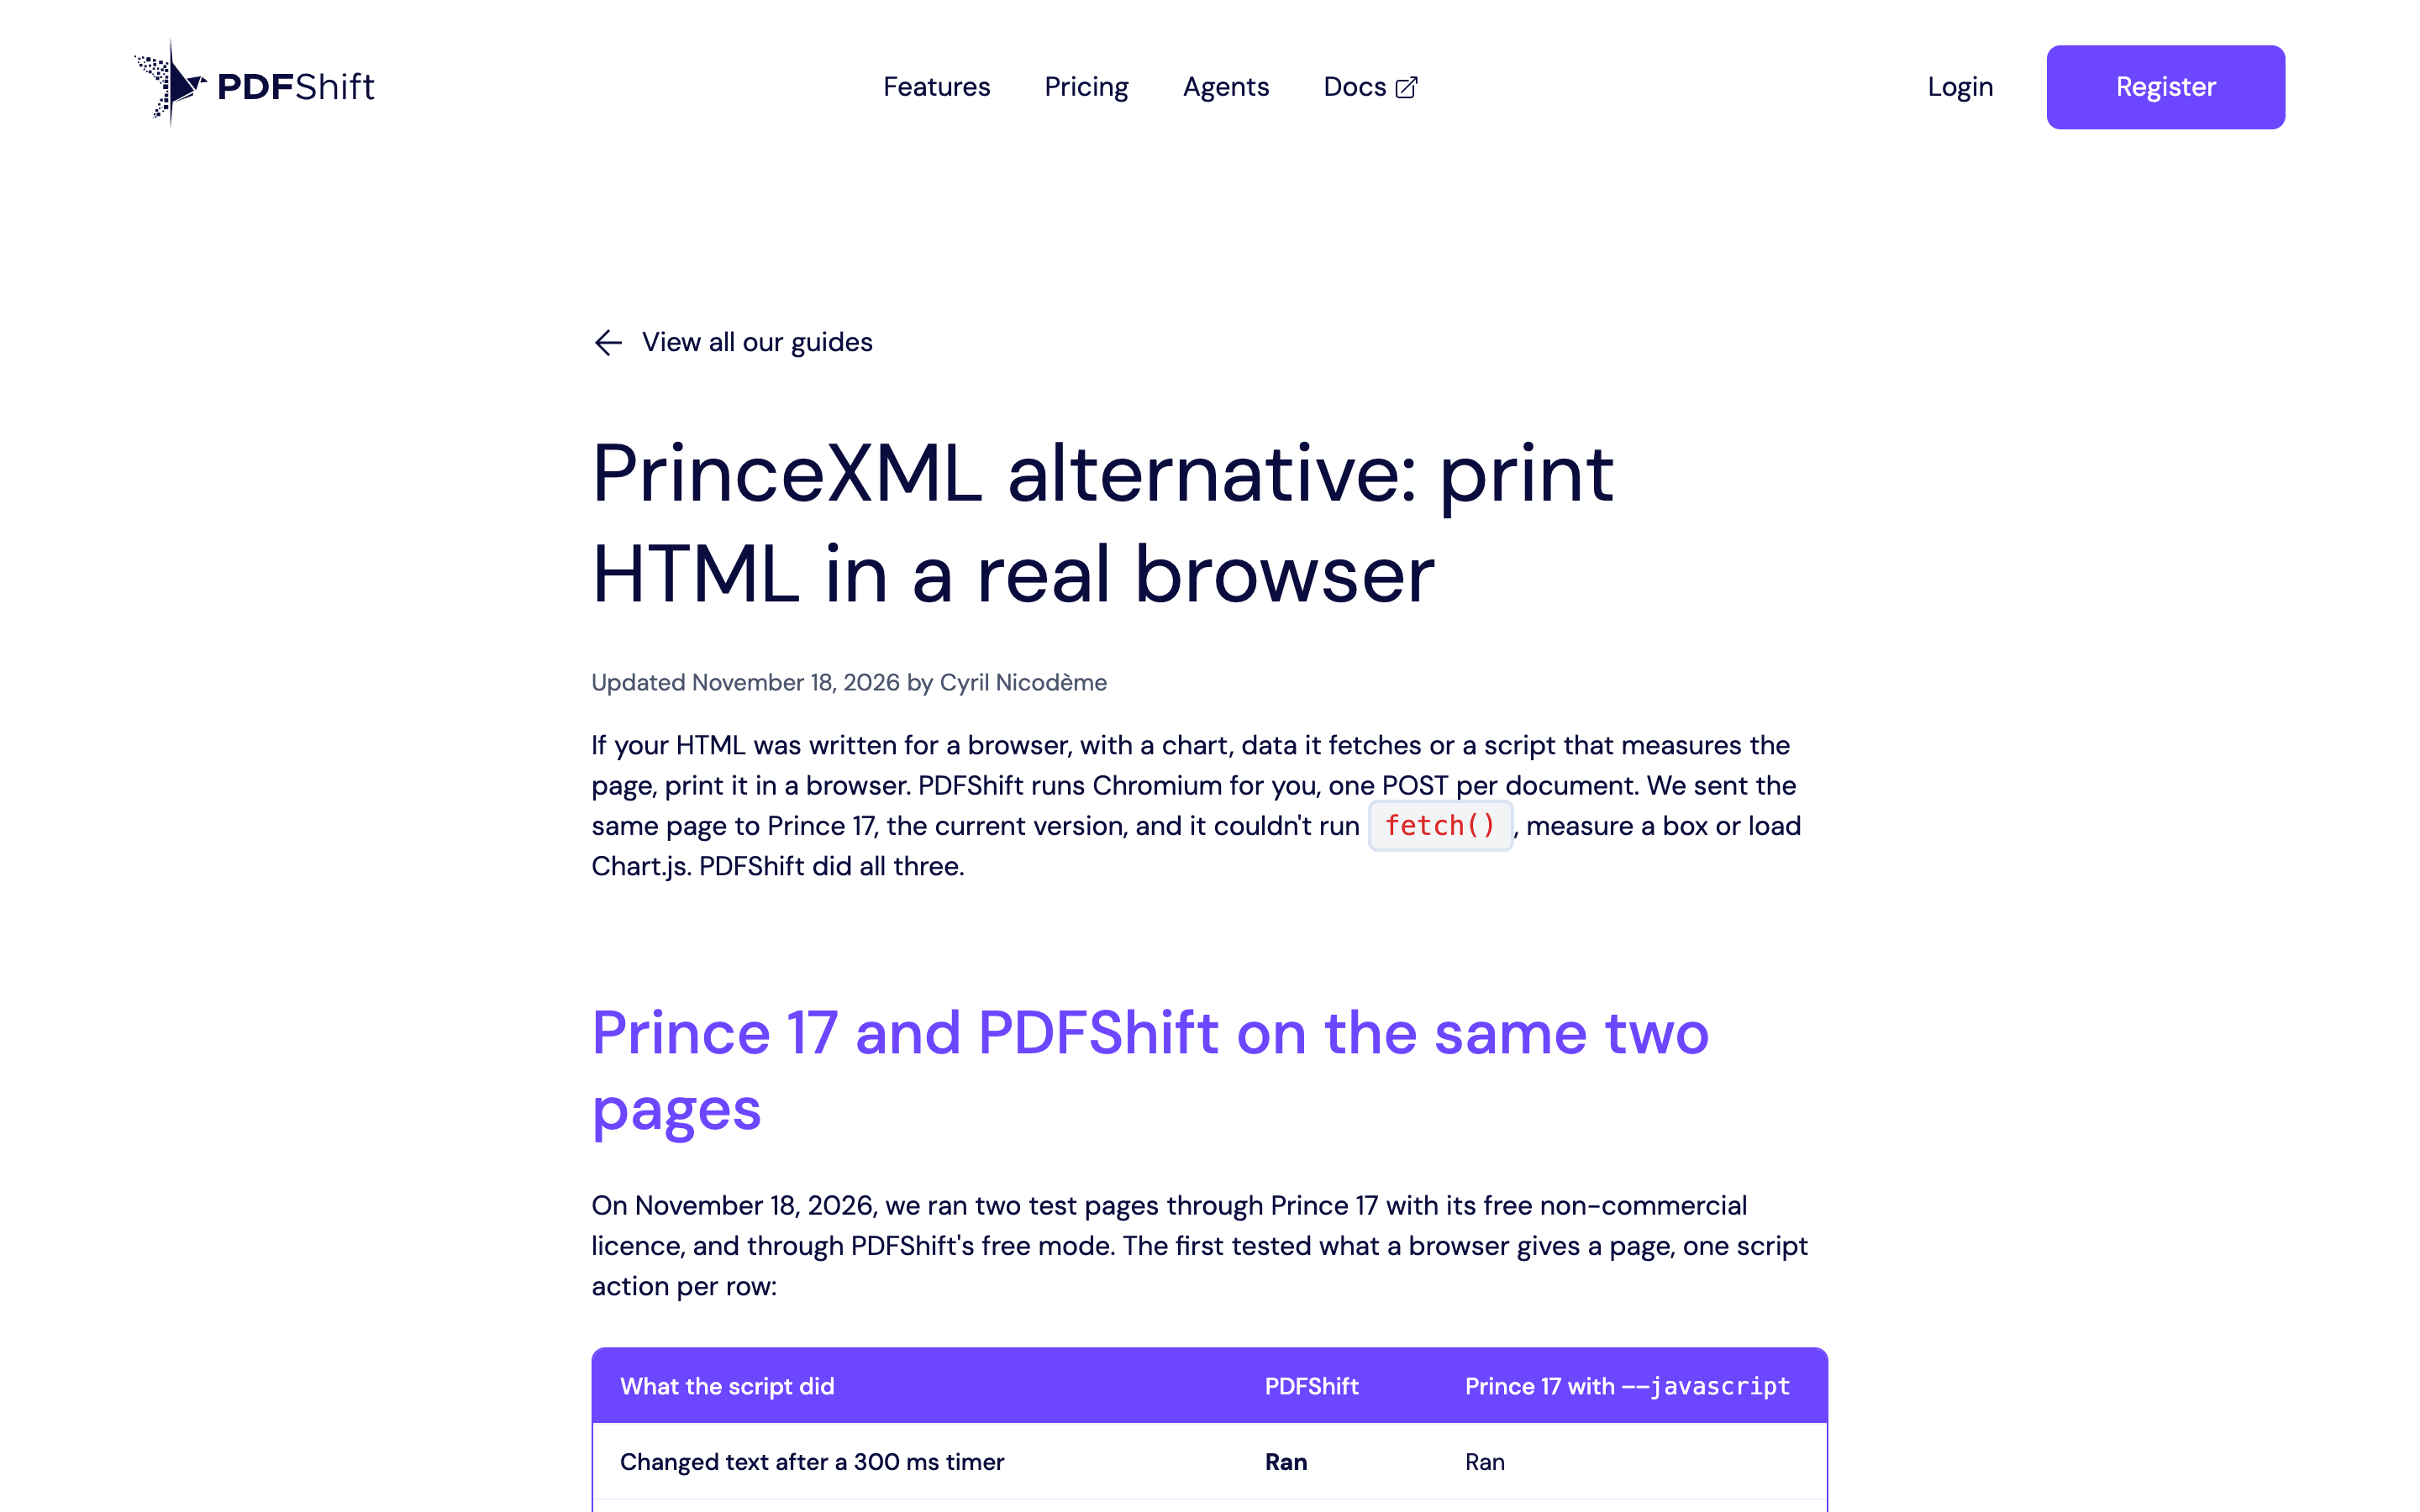 PDFShift
Features
Pricing
Agents
Docs
Login
Register
View all our guides
PrinceXML alternative: print
HTML in a real browser
Updated November 18, 2026 by Cyril Nicodème
If your HTML was written for a browser, with a chart, data it fetches or a script that measures the
page, print it in a browser. PDFShift runs Chromium for you, one POST per document. We sent the
same page to Prince 17, the current version, and it couldn't run fetch() , measure a box or load
Chart.js. PDFShift did all three.
Prince 17 and PDFShift on the same two
pages
On November 18, 2026, we ran two test pages through Prince 17 with its free non-commercial
licence, and through PDFShift's free mode. The first tested what a browser gives a page, one script
action per row:
What the script did PDFShift Prince 17 with --javascript
Changed text after a 300 ms timer Ran Ran